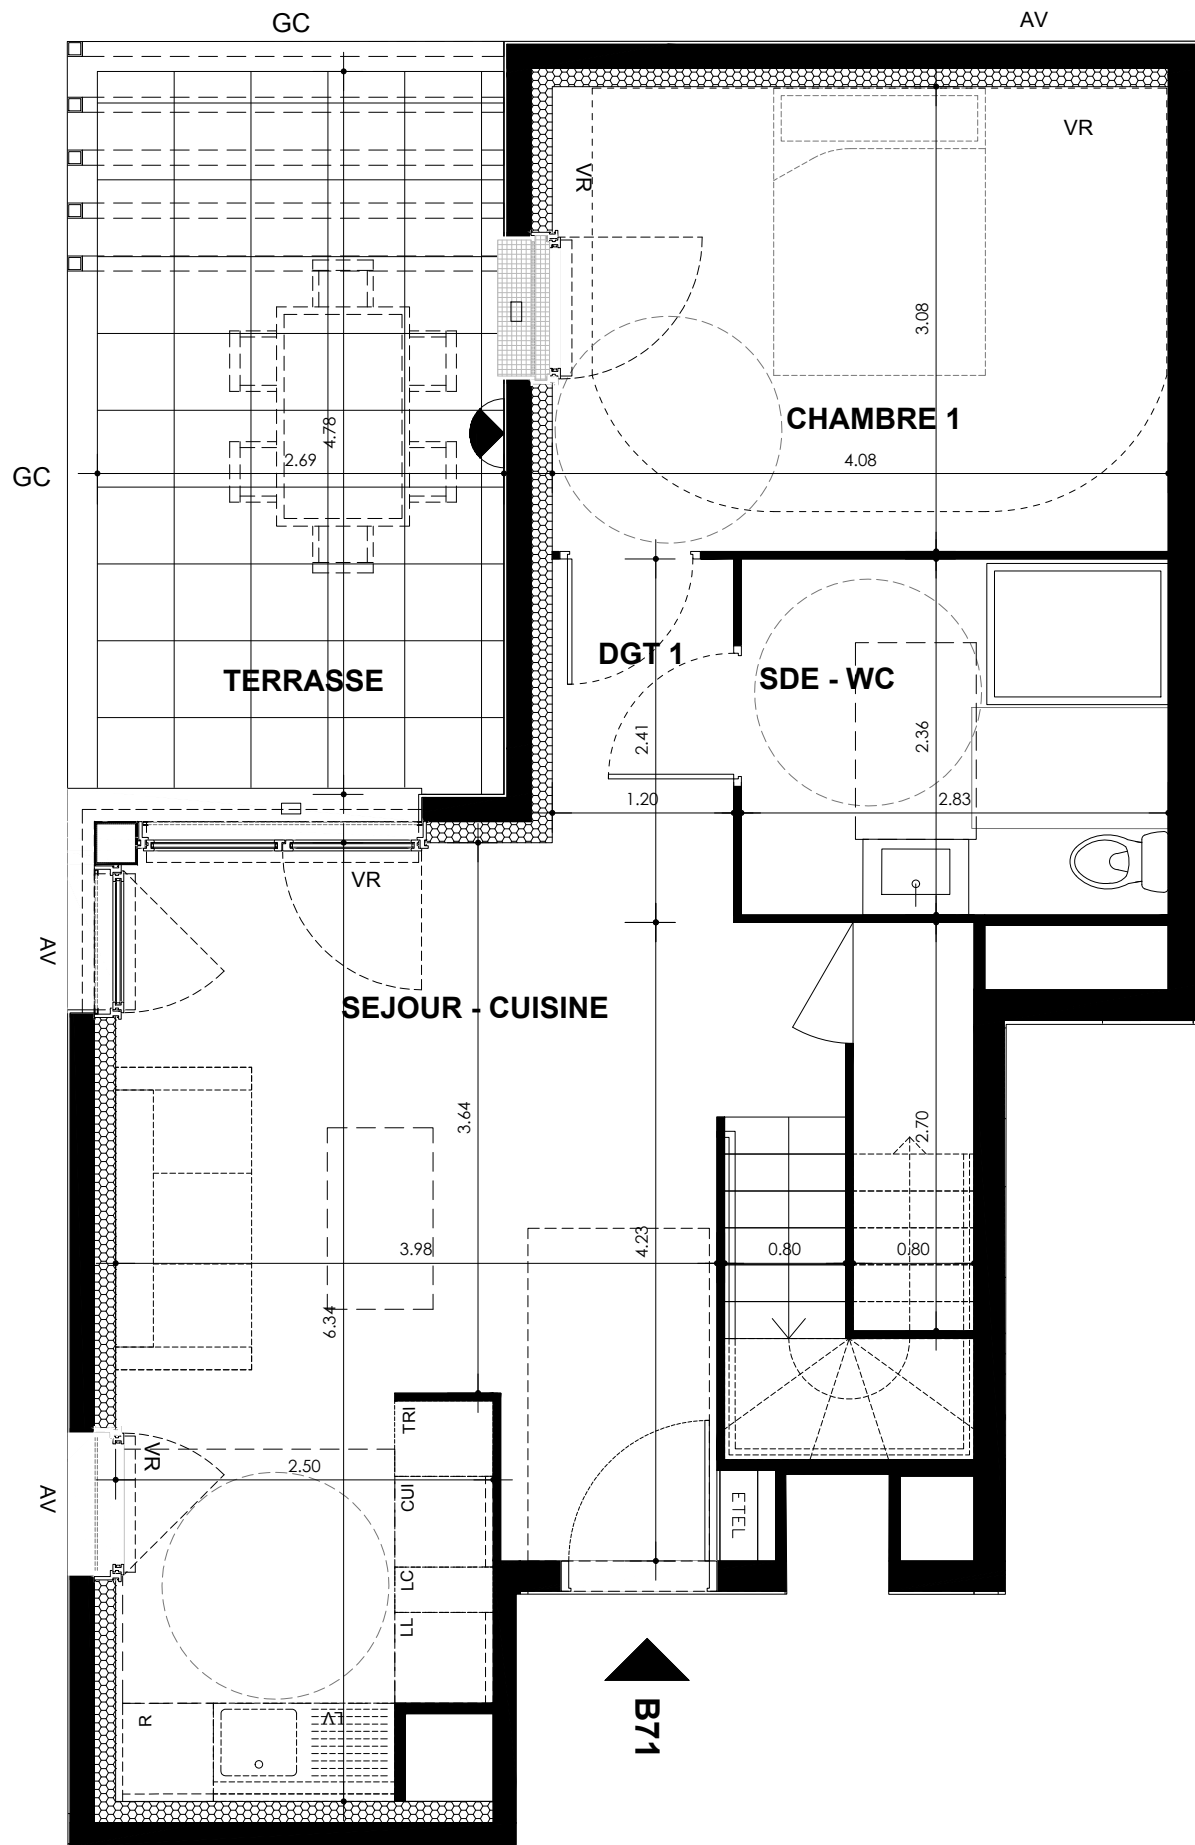 GC
AV
VR
VR
3.08
CHAMBRE 1
4.78
2.69
GC
4.08
DGT 1
TERRASSE
SDE - WC
2.41
2.36
1.20
2.83
VR
AV
SEJOUR - CUISINE
3.64
2.70
4.23
3.98
0.80
0.80
6.34
TRI
VR
2.50
CUI
AV
ETEL
LC
LL
R
LV
B71